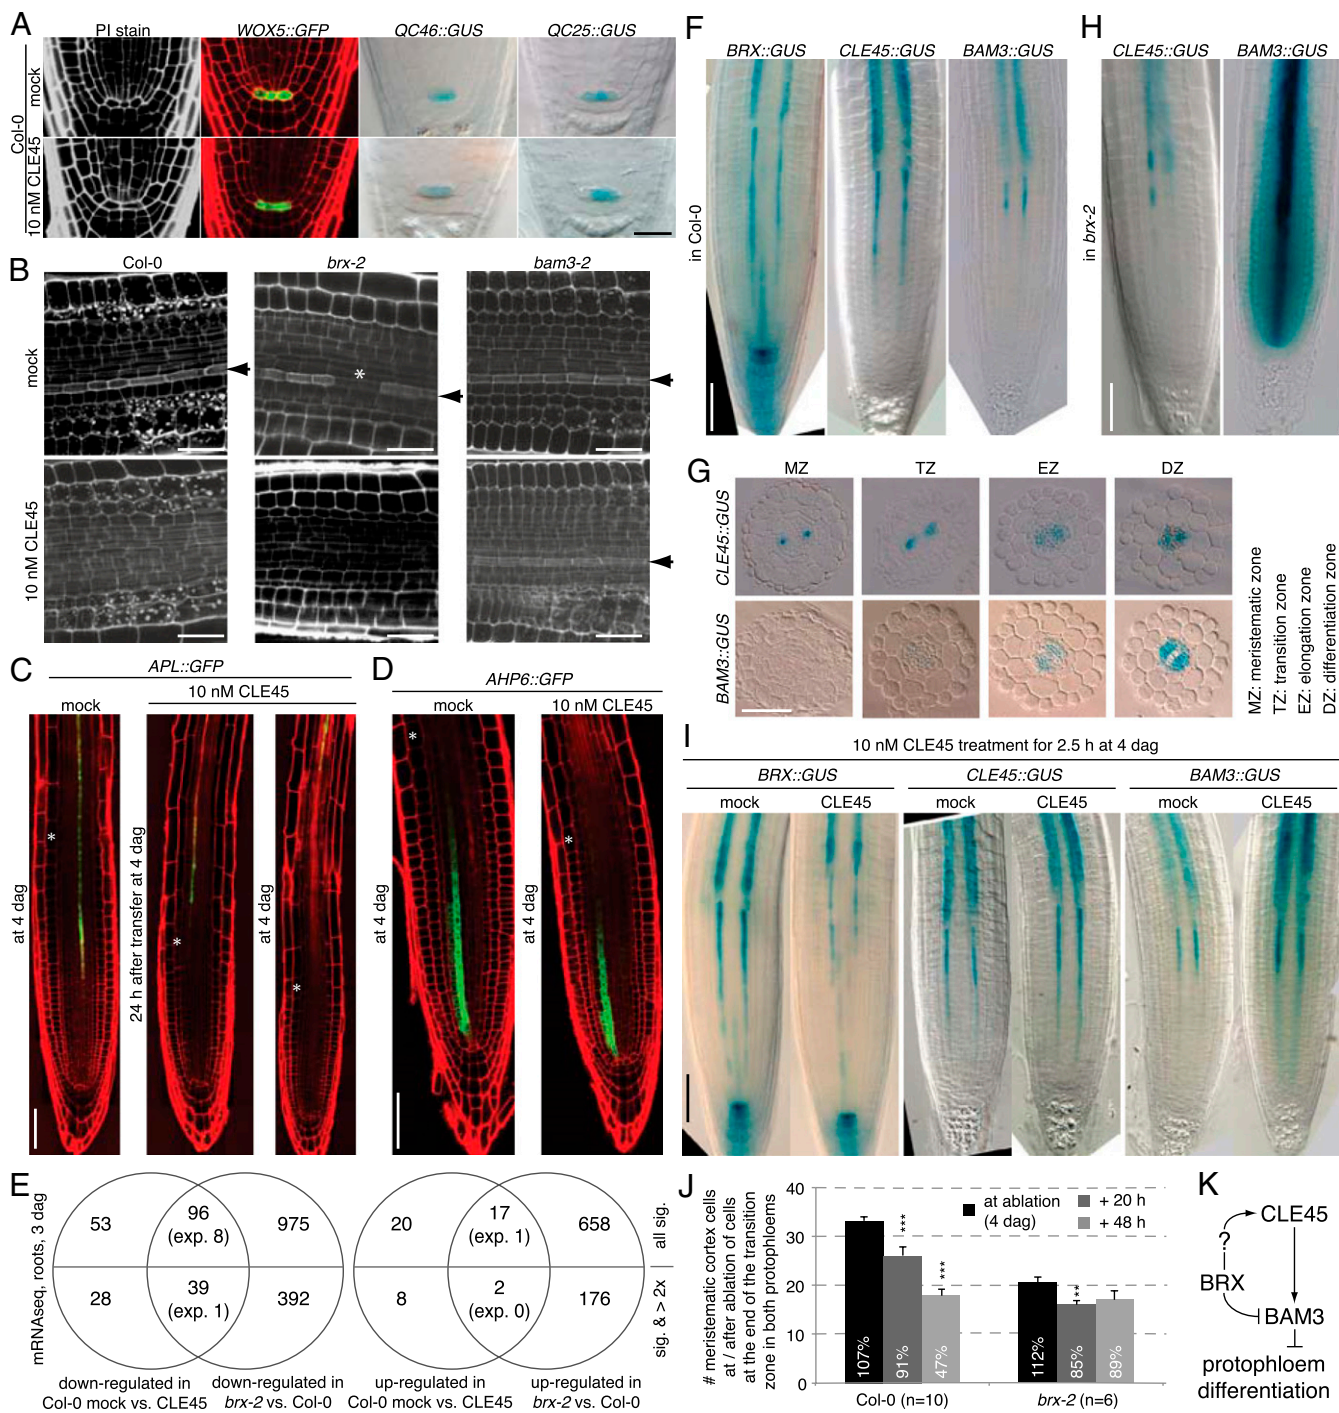 A
PI stain WOX5::GFP QC46::GUS QC25::GUS
Col-0
mock
10 nM CLE45
B
Col-0 brx-2 bam3-2
mock
*
10 nM CLE45
C
APL::GFP
mock 10 nM CLE45
at 4 dag
*
24 h after transfer at 4 dag
*
at 4 dag
*
D
AHP6::GFP
mock 10 nM CLE45
at 4 dag
*
at 4 dag
*
E
mRNAseq, roots, 3 dag
53 96 975 20 17 658
(exp. 8) (exp. 1)
all sig.
28 39 392 8 2 176
(exp. 1) (exp. 0)
sig. & > 2x
down-regulated in down-regulated in up-regulated in up-regulated in
Col-0 mock vs. CLE45 brx-2 vs. Col-0 Col-0 mock vs. CLE45 brx-2 vs. Col-0
F
BRX::GUS CLE45::GUS BAM3::GUS
in Col-0
H
CLE45::GUS BAM3::GUS
in brx-2
G
MZ TZ EZ DZ
CLE45::GUS
BAM3::GUS
MZ: meristematic zone
TZ: transition zone
EZ: elongation zone
DZ: differentiation zone
I
10 nM CLE45 treatment for 2.5 h at 4 dag
BRX::GUS CLE45::GUS BAM3::GUS
mock CLE45 mock CLE45 mock CLE45
J
# meristematic cortex cells
at / after ablation of cells
at the end of the transition
zone in both protophloems
40
30
20
10
0
at ablation
(4 dag)
+ 20 h
+ 48 h
***
***
**
107% 91% 47% 112% 85% 89%
Col-0 (n=10) brx-2 (n=6)
K
CLE45
?
BRX
BAM3
protophloem
differentiation